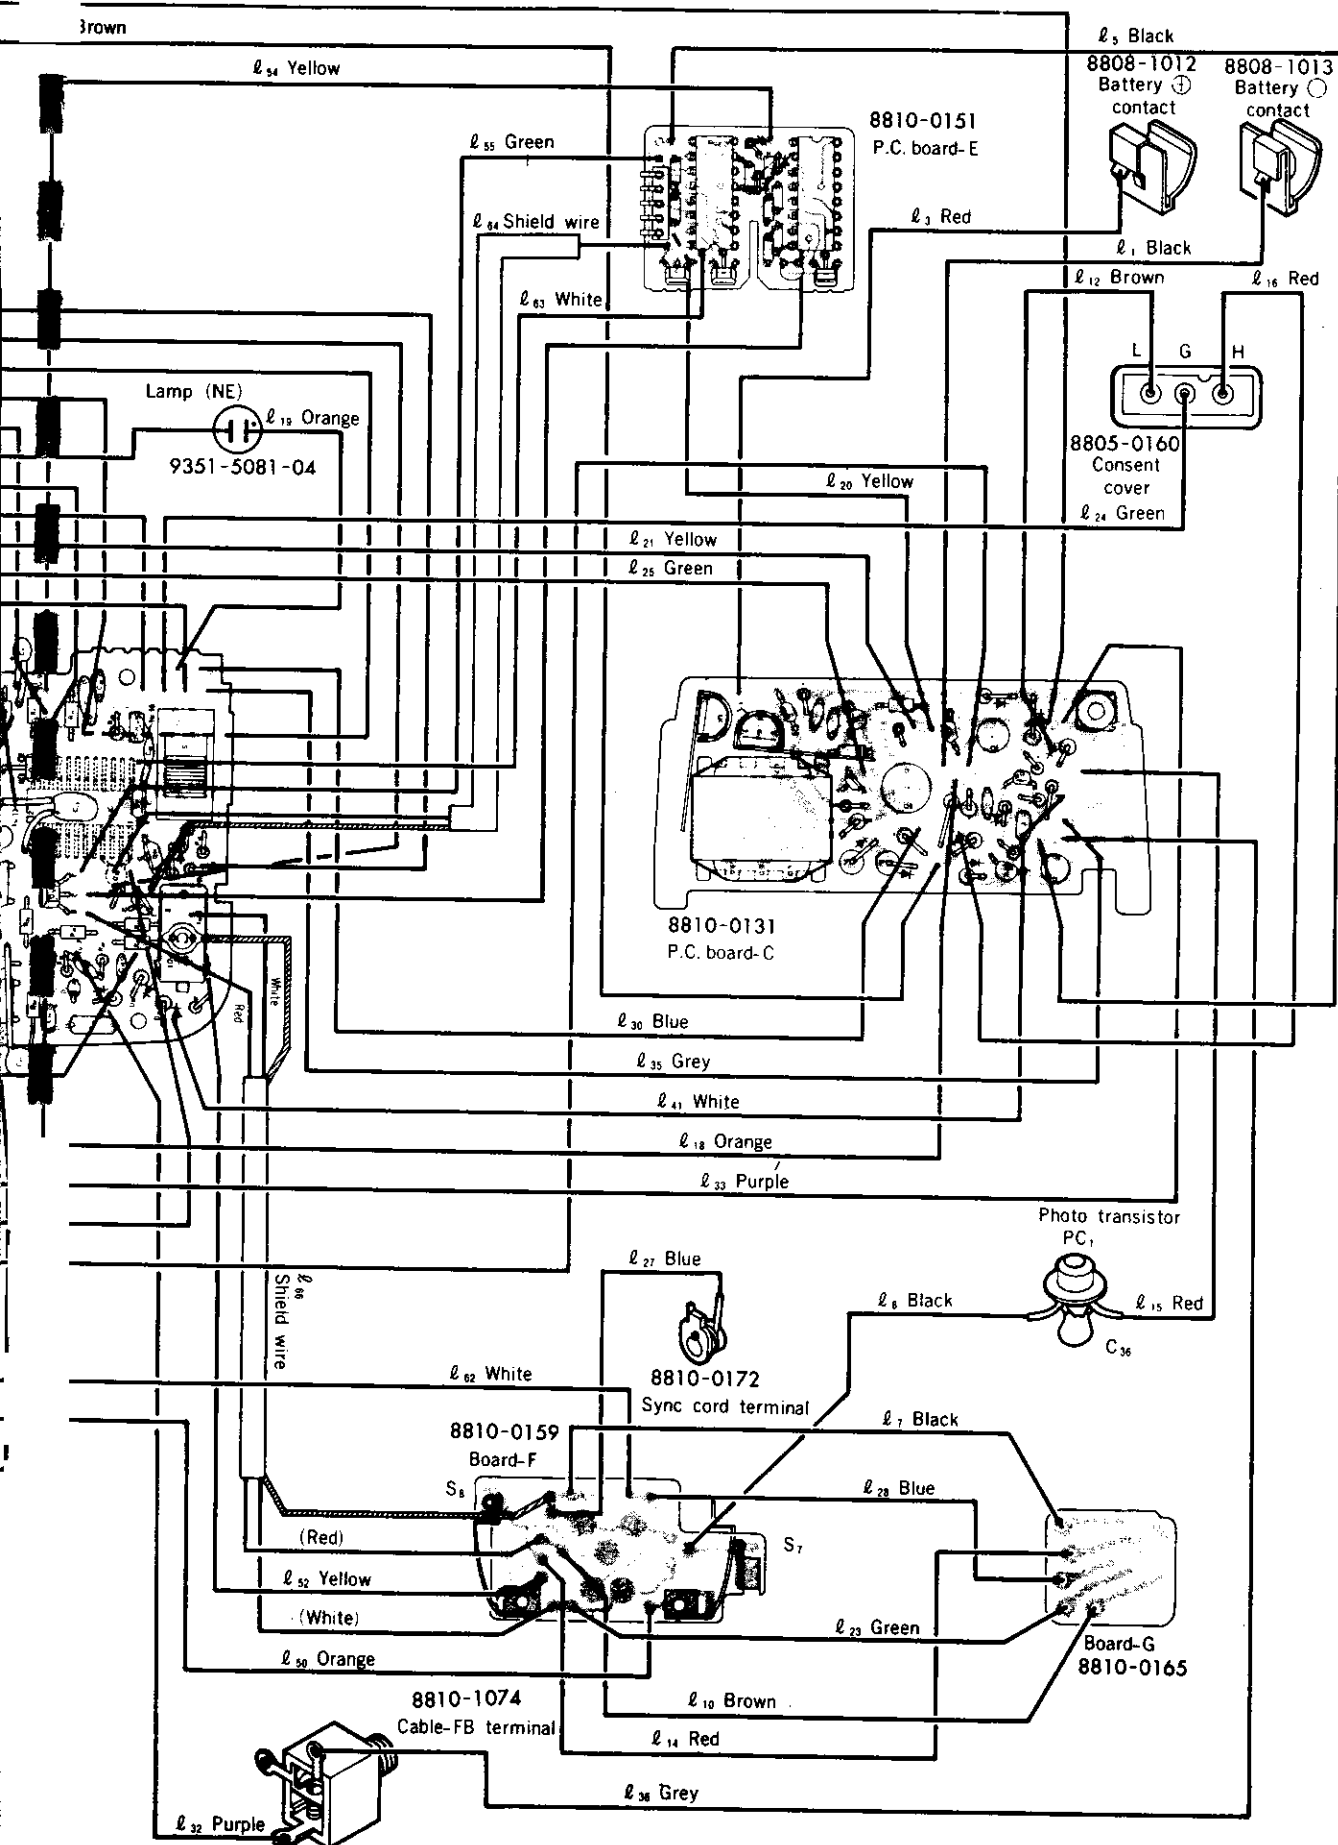 Brown
ℓ54 Yellow
ℓ5 Black
8808-1012
Battery ⊕
contact
8808-1013
Battery ○
contact
8810-0151
P.C. board-E
ℓ55 Green
ℓ64 Shield wire
ℓ3 Red
ℓ1 Black
ℓ12 Brown
ℓ16 Red
ℓ63 White
L G H
Lamp (NE)
ℓ19 Orange
9351-5081-04
8805-0160
Consent
cover
ℓ20 Yellow
ℓ24 Green
ℓ21 Yellow
ℓ25 Green
8810-0131
P.C. board-C
White
Red
ℓ30 Blue
ℓ35 Grey
ℓ41 White
ℓ18 Orange
ℓ33 Purple
Photo transistor
PC1
ℓ27 Blue
ℓ66
Shield wire
ℓ6 Black
ℓ15 Red
C36
ℓ62 White
8810-0172
Sync cord terminal
8810-0159
Board-F
ℓ7 Black
S8
ℓ28 Blue
(Red)
S7
ℓ52 Yellow
(White)
ℓ23 Green
Board-G
8810-0165
ℓ50 Orange
8810-1074
Cable-FB terminal
ℓ10 Brown
ℓ14 Red
ℓ36 Grey
ℓ32 Purple